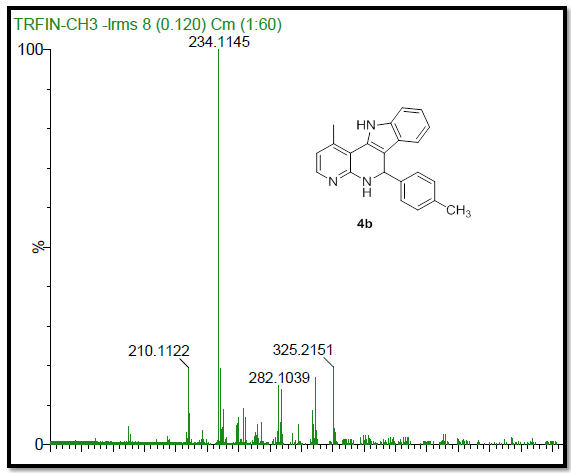 TRFIN-CH3 -lrms 8 (0.120) Cm (1:60)
100
234.1145
HN
N
N
H
CH3
4b
%
325.2151
210.1122
282.1039
0